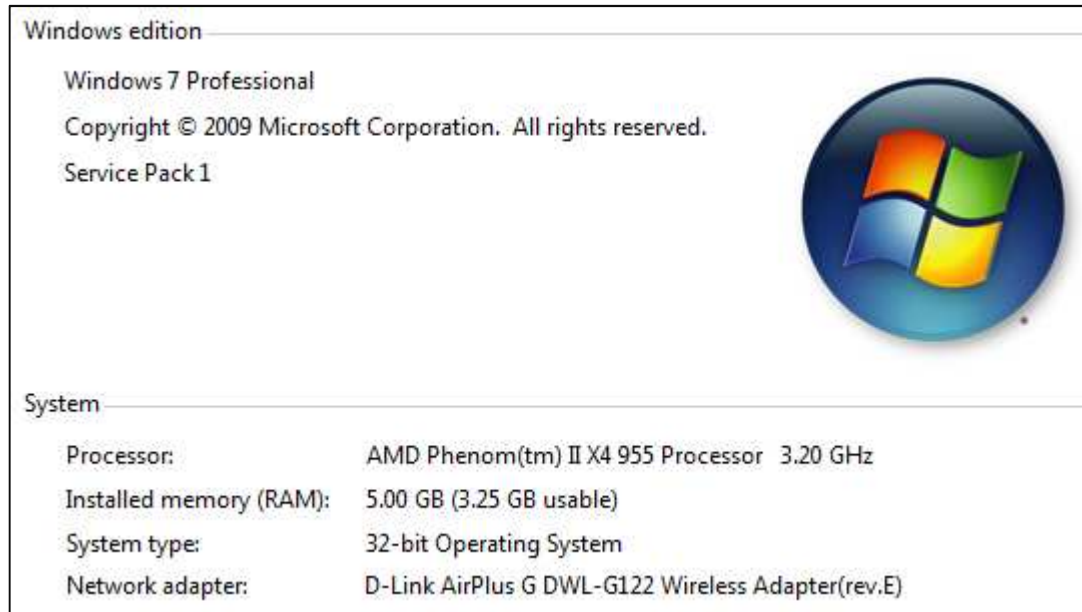 Windows edition
Windows 7 Professional
Copyright © 2009 Microsoft Corporation. All rights reserved.
Service Pack 1
System
Processor: AMD Phenom(tm) II X4 955 Processor 3.20 GHz
Installed memory (RAM): 5.00 GB (3.25 GB usable)
System type: 32-bit Operating System
Network adapter: D-Link AirPlus G DWL-G122 Wireless Adapter(rev.E)